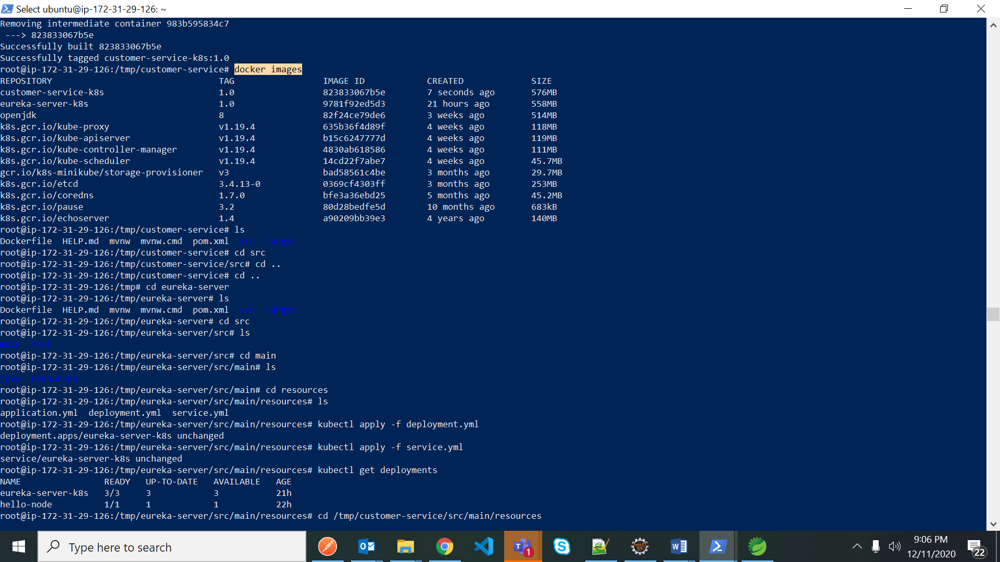 Select ubuntu@ip-172-31-29-126: ~
Removing intermediate container 983b595834c7
 ---> 823833067b5e
Successfully built 823833067b5e
Successfully tagged customer-service-k8s:1.0
root@ip-172-31-29-126:/tmp/customer-service# docker images
REPOSITORY TAG IMAGE ID CREATED SIZE
customer-service-k8s 1.0 823833067b5e 7 seconds ago 576MB
eureka-server-k8s 1.0 9781f92ed5d3 21 hours ago 558MB
openjdk 8 82f24ce79de6 3 weeks ago 514MB
k8s.gcr.io/kube-proxy v1.19.4 635b36f4d89f 4 weeks ago 118MB
k8s.gcr.io/kube-apiserver v1.19.4 b15c6247777d 4 weeks ago 119MB
k8s.gcr.io/kube-controller-manager v1.19.4 4830ab618586 4 weeks ago 111MB
k8s.gcr.io/kube-scheduler v1.19.4 14cd22f7abe7 4 weeks ago 45.7MB
gcr.io/k8s-minikube/storage-provisioner v3 bad58561c4be 3 months ago 29.7MB
k8s.gcr.io/etcd 3.4.13-0 0369cf4303ff 3 months ago 253MB
k8s.gcr.io/coredns 1.7.0 bfe3a36ebd25 5 months ago 45.2MB
k8s.gcr.io/pause 3.2 80d28bedfe5d 10 months ago 683kB
k8s.gcr.io/echoserver 1.4 a90209bb39e3 4 years ago 140MB
root@ip-172-31-29-126:/tmp/customer-service# ls
Dockerfile HELP.md mvnw mvnw.cmd pom.xml src target
root@ip-172-31-29-126:/tmp/customer-service# cd src
root@ip-172-31-29-126:/tmp/customer-service/src# cd ..
root@ip-172-31-29-126:/tmp/customer-service# cd ..
root@ip-172-31-29-126:/tmp# cd eureka-server
root@ip-172-31-29-126:/tmp/eureka-server# ls
Dockerfile HELP.md mvnw mvnw.cmd pom.xml src target
root@ip-172-31-29-126:/tmp/eureka-server# cd src
root@ip-172-31-29-126:/tmp/eureka-server/src# ls
main test
root@ip-172-31-29-126:/tmp/eureka-server/src# cd main
root@ip-172-31-29-126:/tmp/eureka-server/src/main# ls
java resources
root@ip-172-31-29-126:/tmp/eureka-server/src/main# cd resources
root@ip-172-31-29-126:/tmp/eureka-server/src/main/resources# ls
application.yml deployment.yml service.yml
root@ip-172-31-29-126:/tmp/eureka-server/src/main/resources# kubectl apply -f deployment.yml
deployment.apps/eureka-server-k8s unchanged
root@ip-172-31-29-126:/tmp/eureka-server/src/main/resources# kubectl apply -f service.yml
service/eureka-server-k8s unchanged
root@ip-172-31-29-126:/tmp/eureka-server/src/main/resources# kubectl get deployments
NAME READY UP-TO-DATE AVAILABLE AGE
eureka-server-k8s 3/3 3 3 21h
hello-node 1/1 1 1 22h
root@ip-172-31-29-126:/tmp/eureka-server/src/main/resources# cd /tmp/customer-service/src/main/resources
Type here to search
9:06 PM
12/11/2020
22